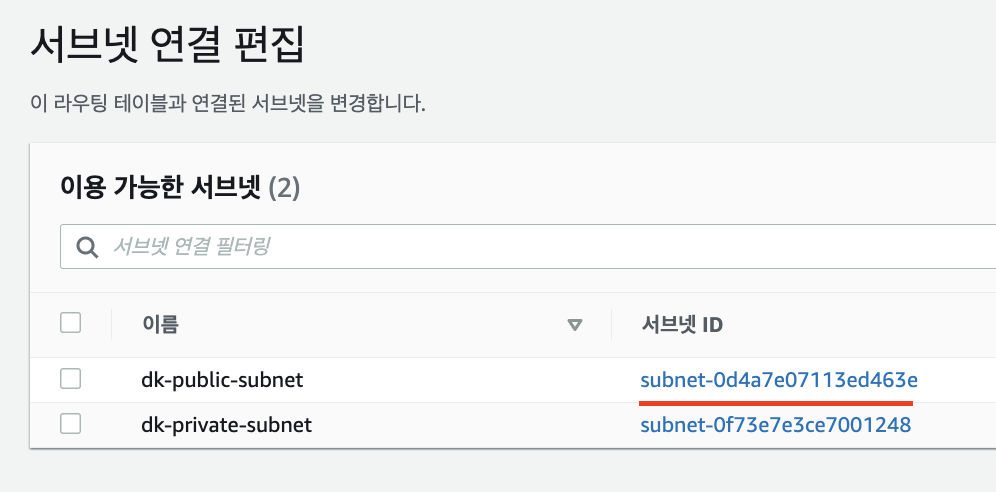 서브넷 연결 편집
이 라우팅 테이블과 연결된 서브넷을 변경합니다.
이용 가능한 서브넷 (2)
서브넷 연결 필터링
이름 서브넷 ID
dk-public-subnet subnet-0d4a7e07113ed463e
dk-private-subnet subnet-0f73e7e3ce7001248